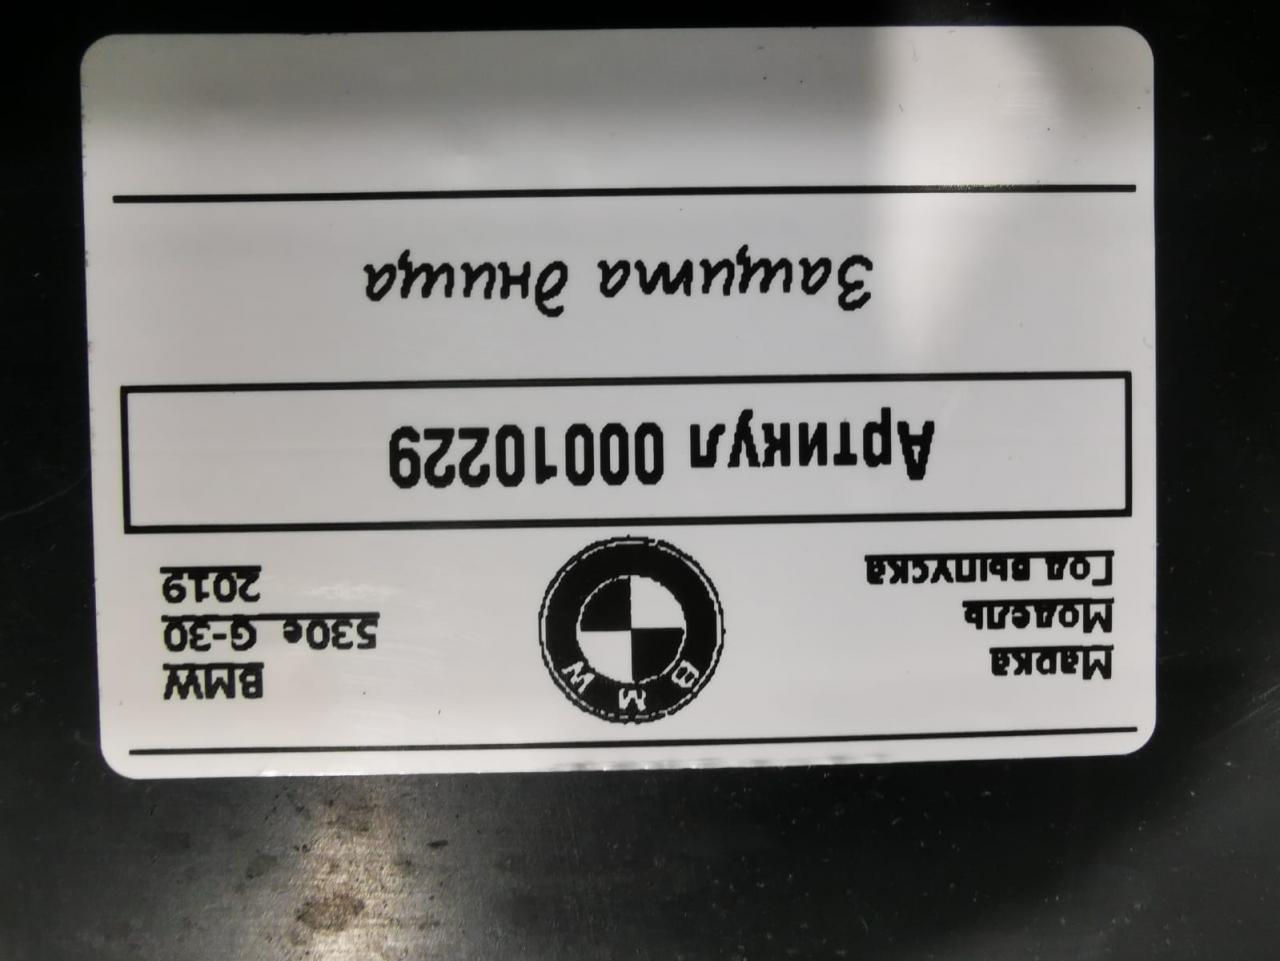 Марка BMW
Модель 530e G-30
Год выпуска 2019
BMW
Артикул 00010229
Защита днища